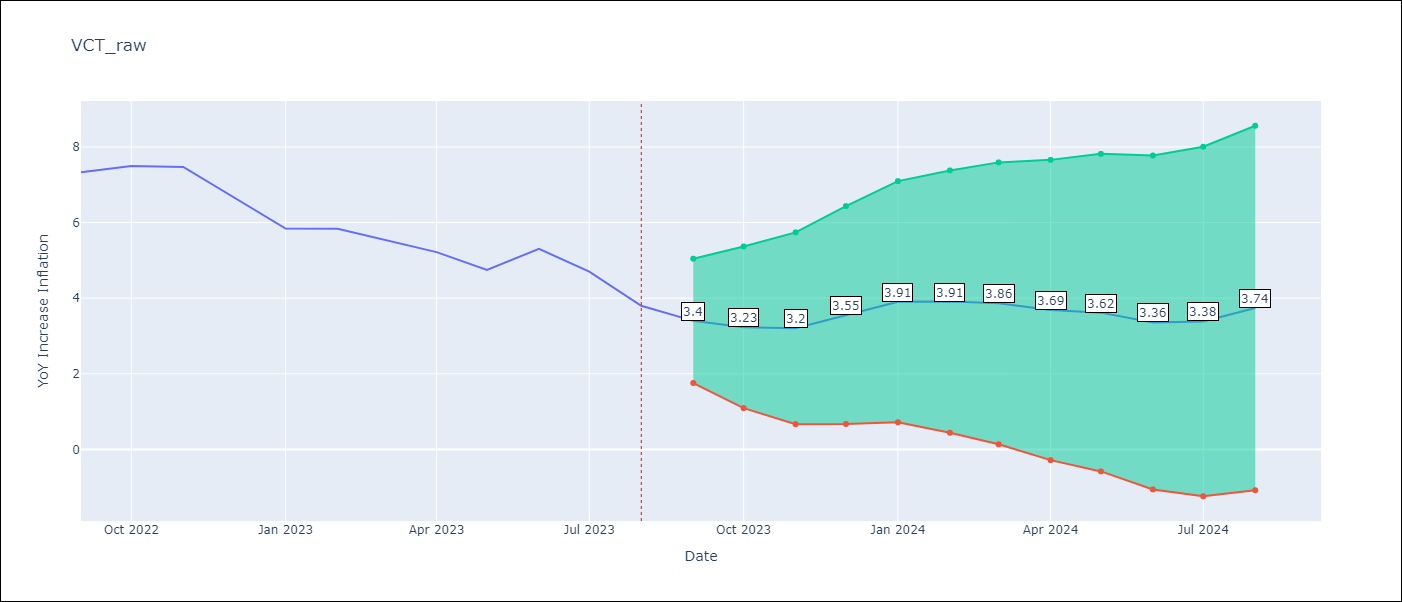 VCT_raw
YoY Increase Inflation
8
6
4
2
0
3.4
3.23
3.2
3.55
3.91
3.91
3.86
3.69
3.62
3.36
3.38
3.74
Oct 2022
Jan 2023
Apr 2023
Jul 2023
Oct 2023
Jan 2024
Apr 2024
Jul 2024
Date